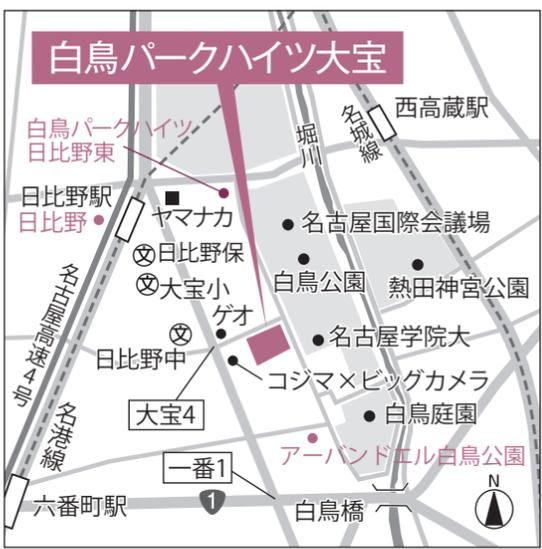 白鳥パークハイツ大宝
西高蔵駅
名城線
堀川
白鳥パークハイツ
日比野東
日比野駅
日比野
ヤマナカ
名古屋国際会議場
文日比野保
白鳥公園
熱田神宮公園
文大宝小
ゲオ
文
日比野中
名古屋学院大
コジマ×ビッグカメラ
名古屋高速4号
大宝4
白鳥庭園
名港線
アーバンドエル白鳥公園
一番1
六番町駅
1
白鳥橋
N